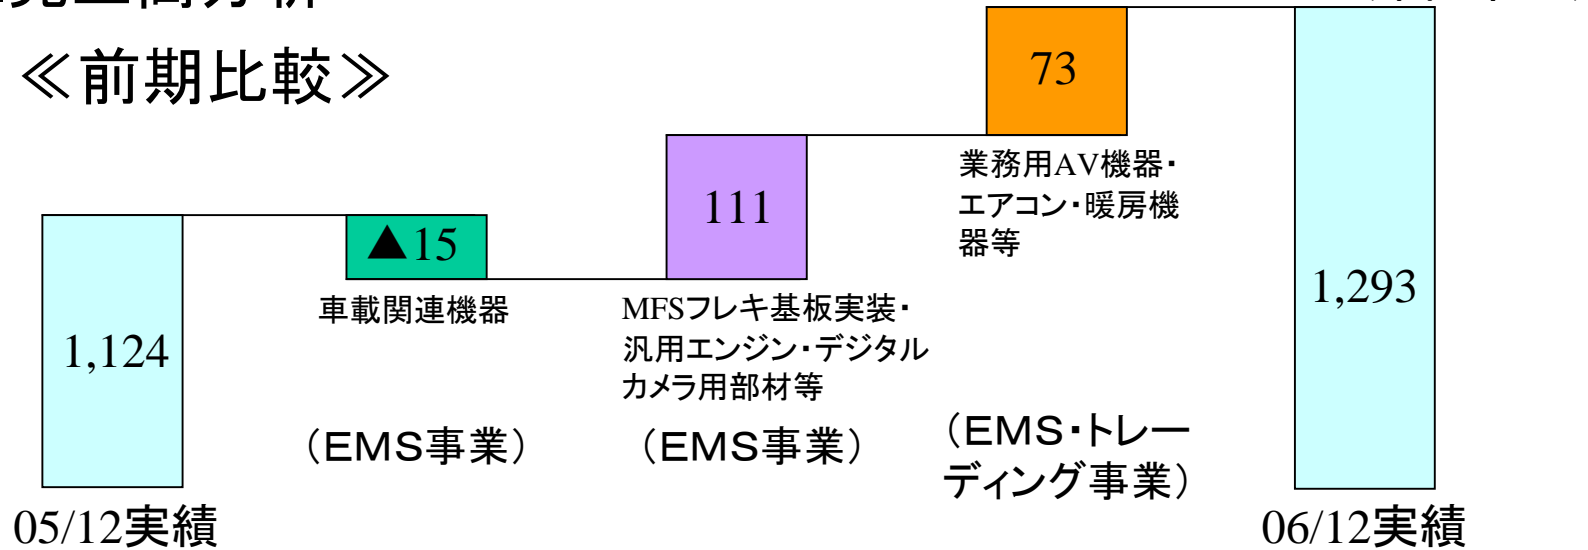 ≪前期比較≫
73
業務用AV機器・
エアコン・暖房機
器等
111
▲15
1,293
車載関連機器
MFSフレキ基板実装・
汎用エンジン・デジタル
カメラ用部材等
1,124
（EMS事業）
（EMS事業）
（EMS・トレー
ディング事業）
05/12実績
06/12実績